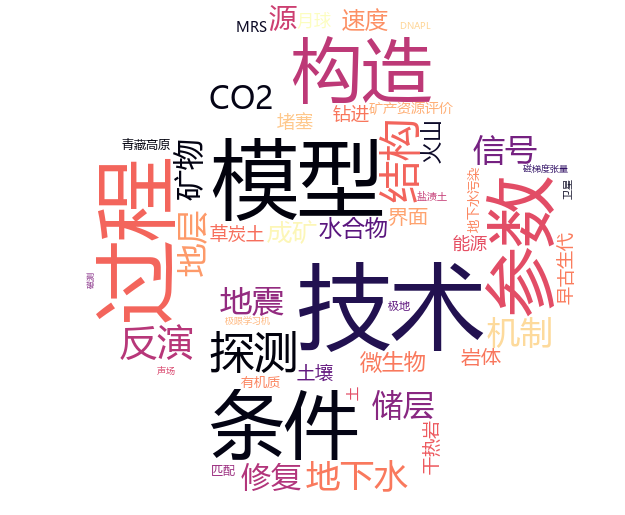 源
月球
速度
DNAPL
MRS
构造
CO2
矿产资源评价
钻进
堵塞
火山
青藏高原
矿物
模型
结构
信号
磁梯度张量
卫星
过程
地层
盐渍土
地下水污染
参数
界面
草炭土
成矿
水合物
能源
早古生代
技术
地震
极地
极限学习机
机制
反演
探测
微生物
岩体
声场
土壤
有机质
条件
土
储层
干热岩
匹配
修复
地下水